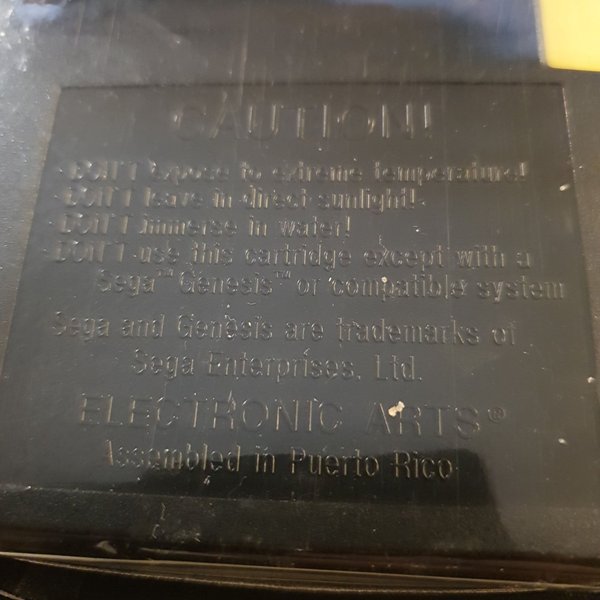 CAUTION!
·DON'T expose to extreme temperature!
·DON'T leave in direct sunlight!
·DON'T immerse in water!
·DON'T use this cartridge except with a
Sega™ Genesis™ or compatible system
Sega and Genesis are trademarks of
Sega Enterprises, Ltd.
ELECTRONIC ARTS®
Assembled in Puerto Rico